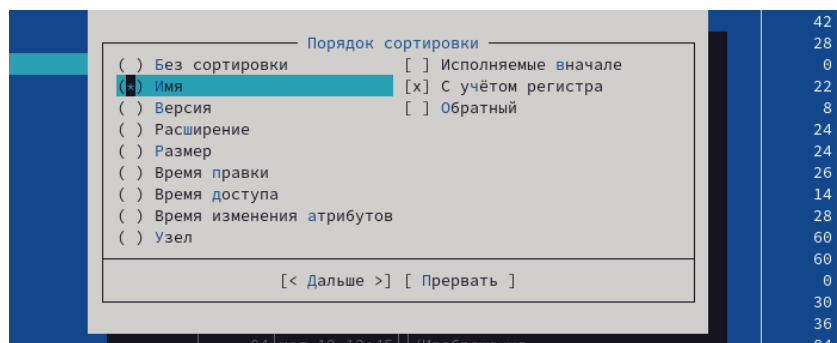 Порядок сортировки
( ) Без сортировки
(*) Имя
( ) Версия
( ) Расширение
( ) Размер
( ) Время правки
( ) Время доступа
( ) Время изменения атрибутов
( ) Узел
[ ] Исполняемые вначале
[x] С учётом регистра
[ ] Обратный
[< Дальше >] [ Прервать ]
42
28
0
22
8
24
24
26
14
28
60
60
0
30
36